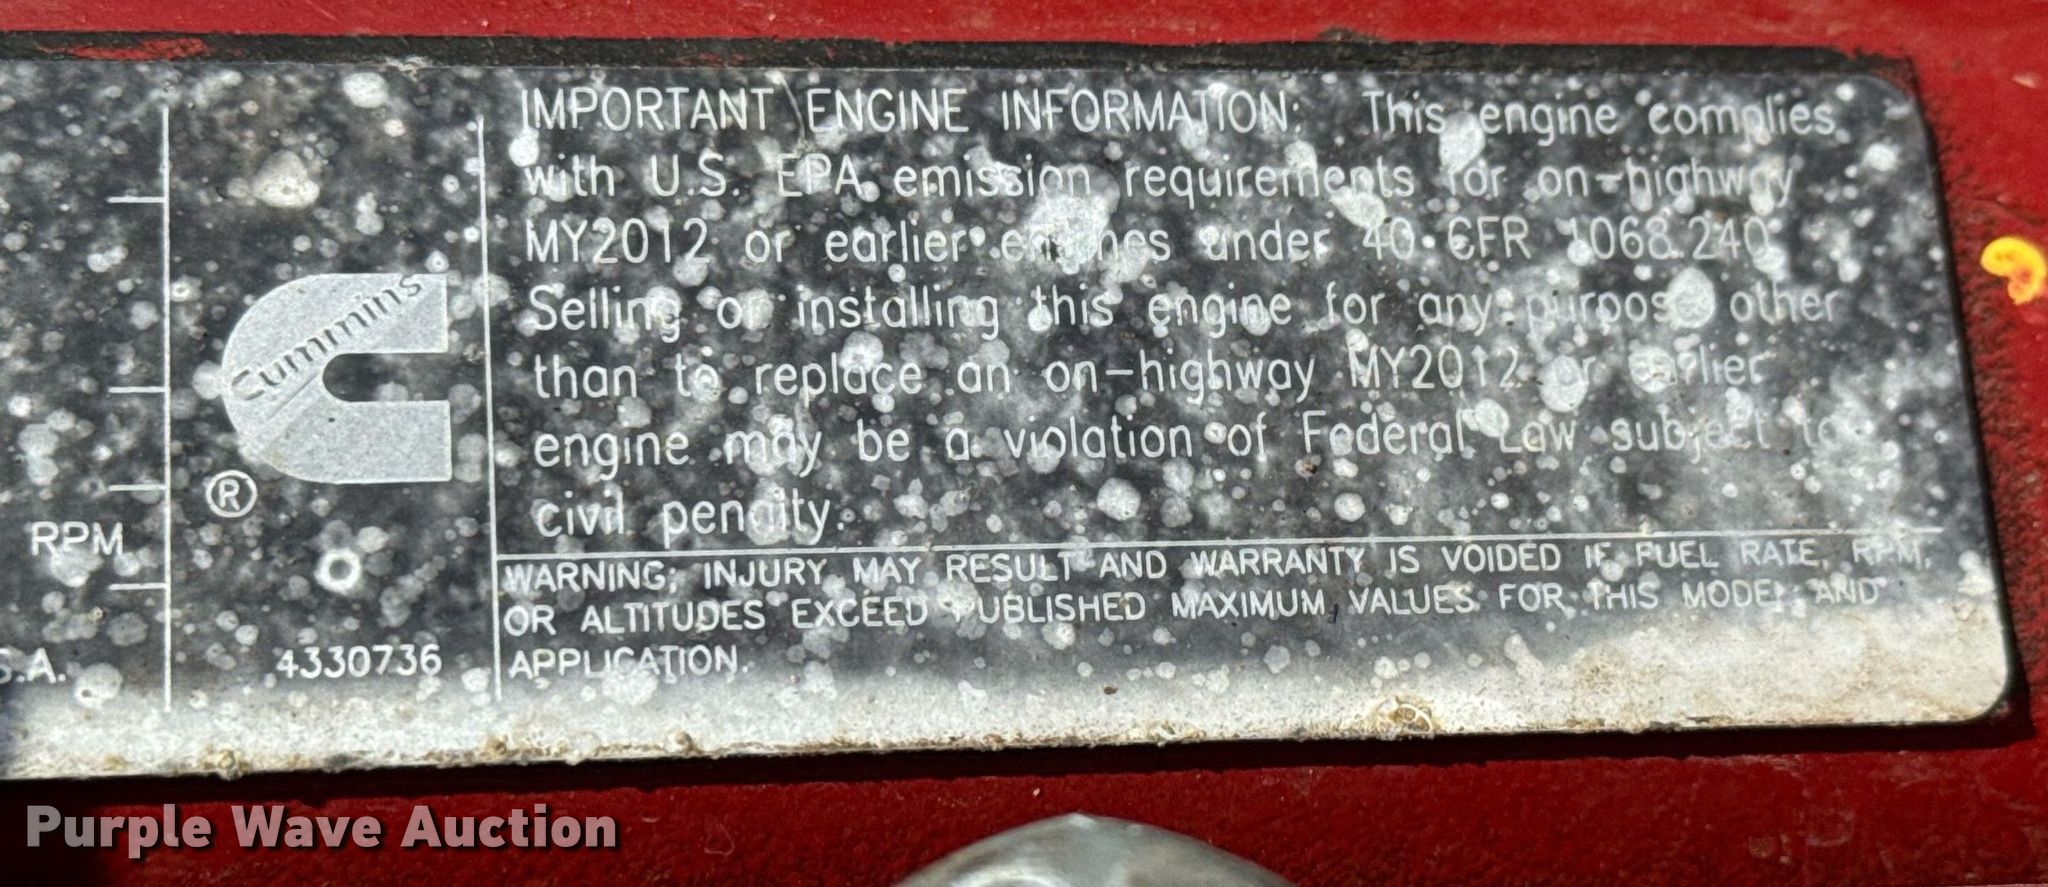 IMPORTANT ENGINE INFORMATION: This engine complies
with U.S. EPA emission requirements for on-highway
MY2012 or earlier engines under 40 CFR 1068.240.
Selling or installing this engine for any purpose other
than to replace an on-highway MY2012 or earlier
engine may be a violation of Federal Law subject to
civil penalty.
WARNING: INJURY MAY RESULT AND WARRANTY IS VOIDED IF FUEL RATE, RPM,
OR ALTITUDES EXCEED PUBLISHED MAXIMUM VALUES FOR THIS MODEL AND
APPLICATION.
Cummins
®
RPM
S.A.
4330736
Purple Wave Auction